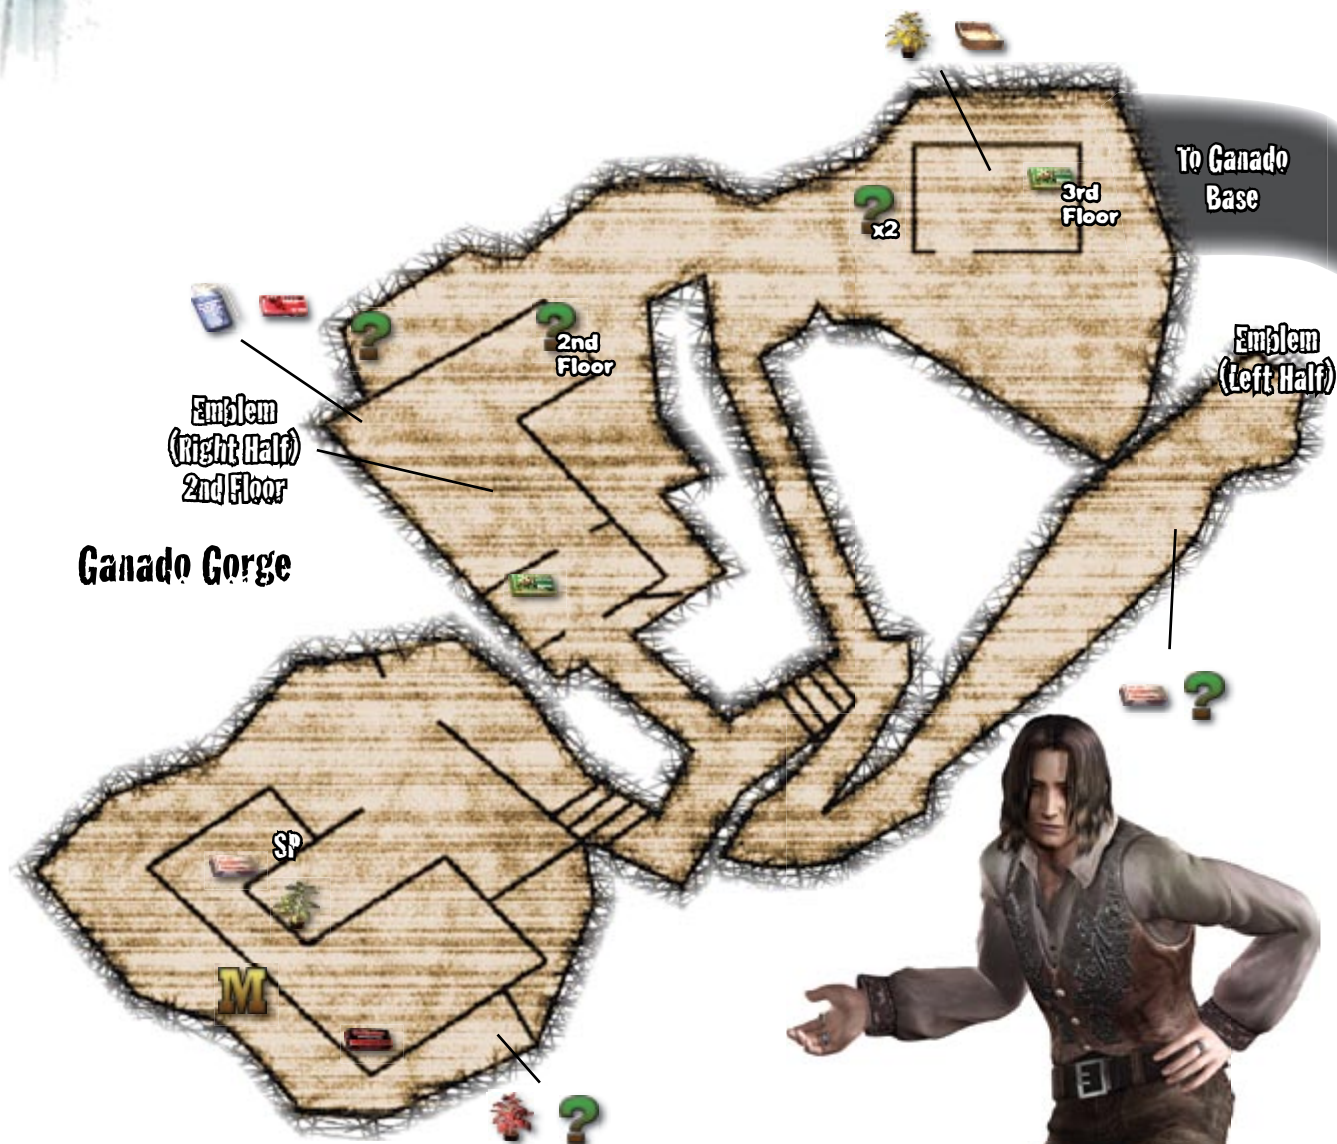 To Ganado
Base
3rd
Floor
x2
2nd
Floor
Emblem
(Left Half)
Emblem
(Right Half)
2nd Floor
Ganado Gorge
SP
M